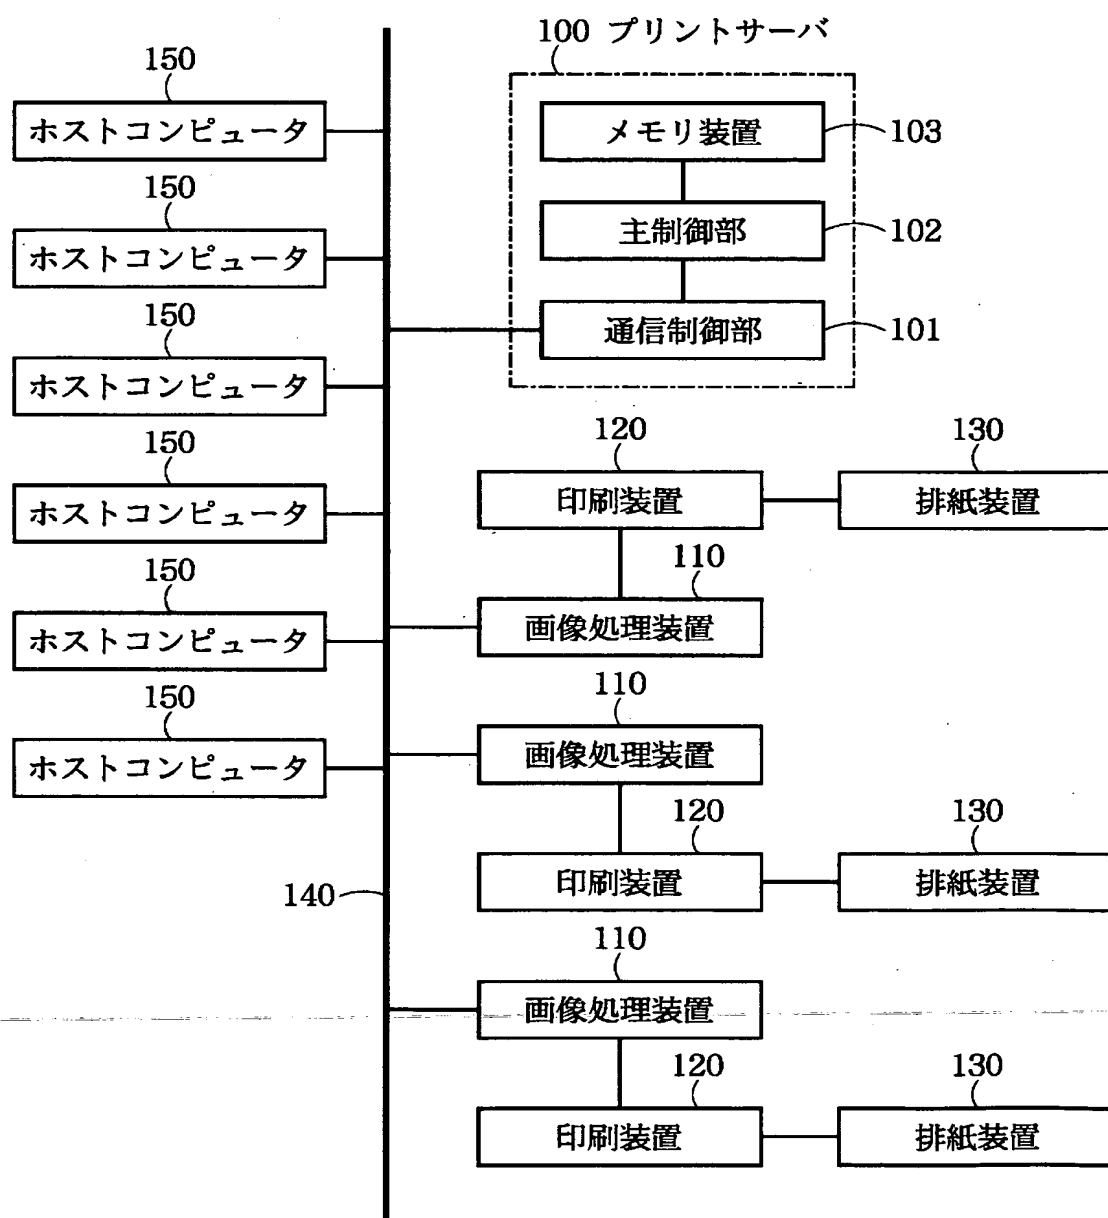 100 プリントサーバ
150
ホストコンピュータ
メモリ装置
103
150
ホストコンピュータ
主制御部
102
150
ホストコンピュータ
通信制御部
101
150
ホストコンピュータ
120
印刷装置
130
排紙装置
150
ホストコンピュータ
110
画像処理装置
150
ホストコンピュータ
110
画像処理装置
120
印刷装置
130
排紙装置
140
110
画像処理装置
120
印刷装置
130
排紙装置